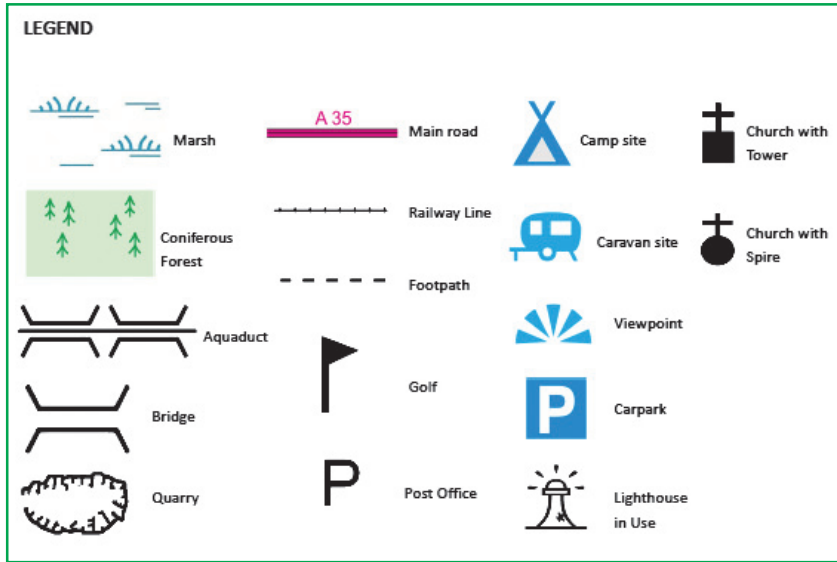 LEGEND
Marsh
Coniferous
Forest
Aquaduct
Bridge
Quarry
A 35
Main road
Railway Line
Footpath
Golf
P
Post Office
Camp site
Caravan site
Viewpoint
P
Carpark
Lighthouse
in Use
Church with
Tower
Church with
Spire